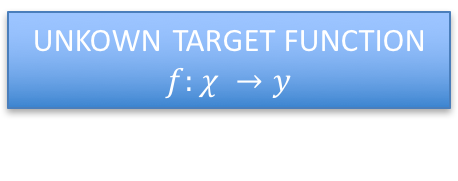 UNKOWN TARGET FUNCTION
f: χ → y